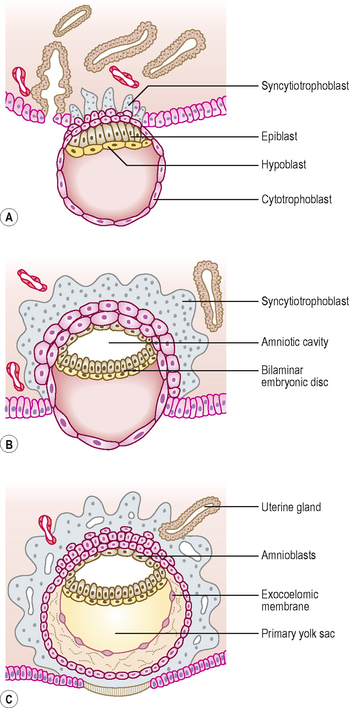 Syncytiotrophoblast
Epiblast
Hypoblast
Cytotrophoblast
A
Syncytiotrophoblast
Amniotic cavity
Bilaminar
embryonic disc
B
Uterine gland
Amnioblasts
Exocoelomic
membrane
Primary yolk sac
C